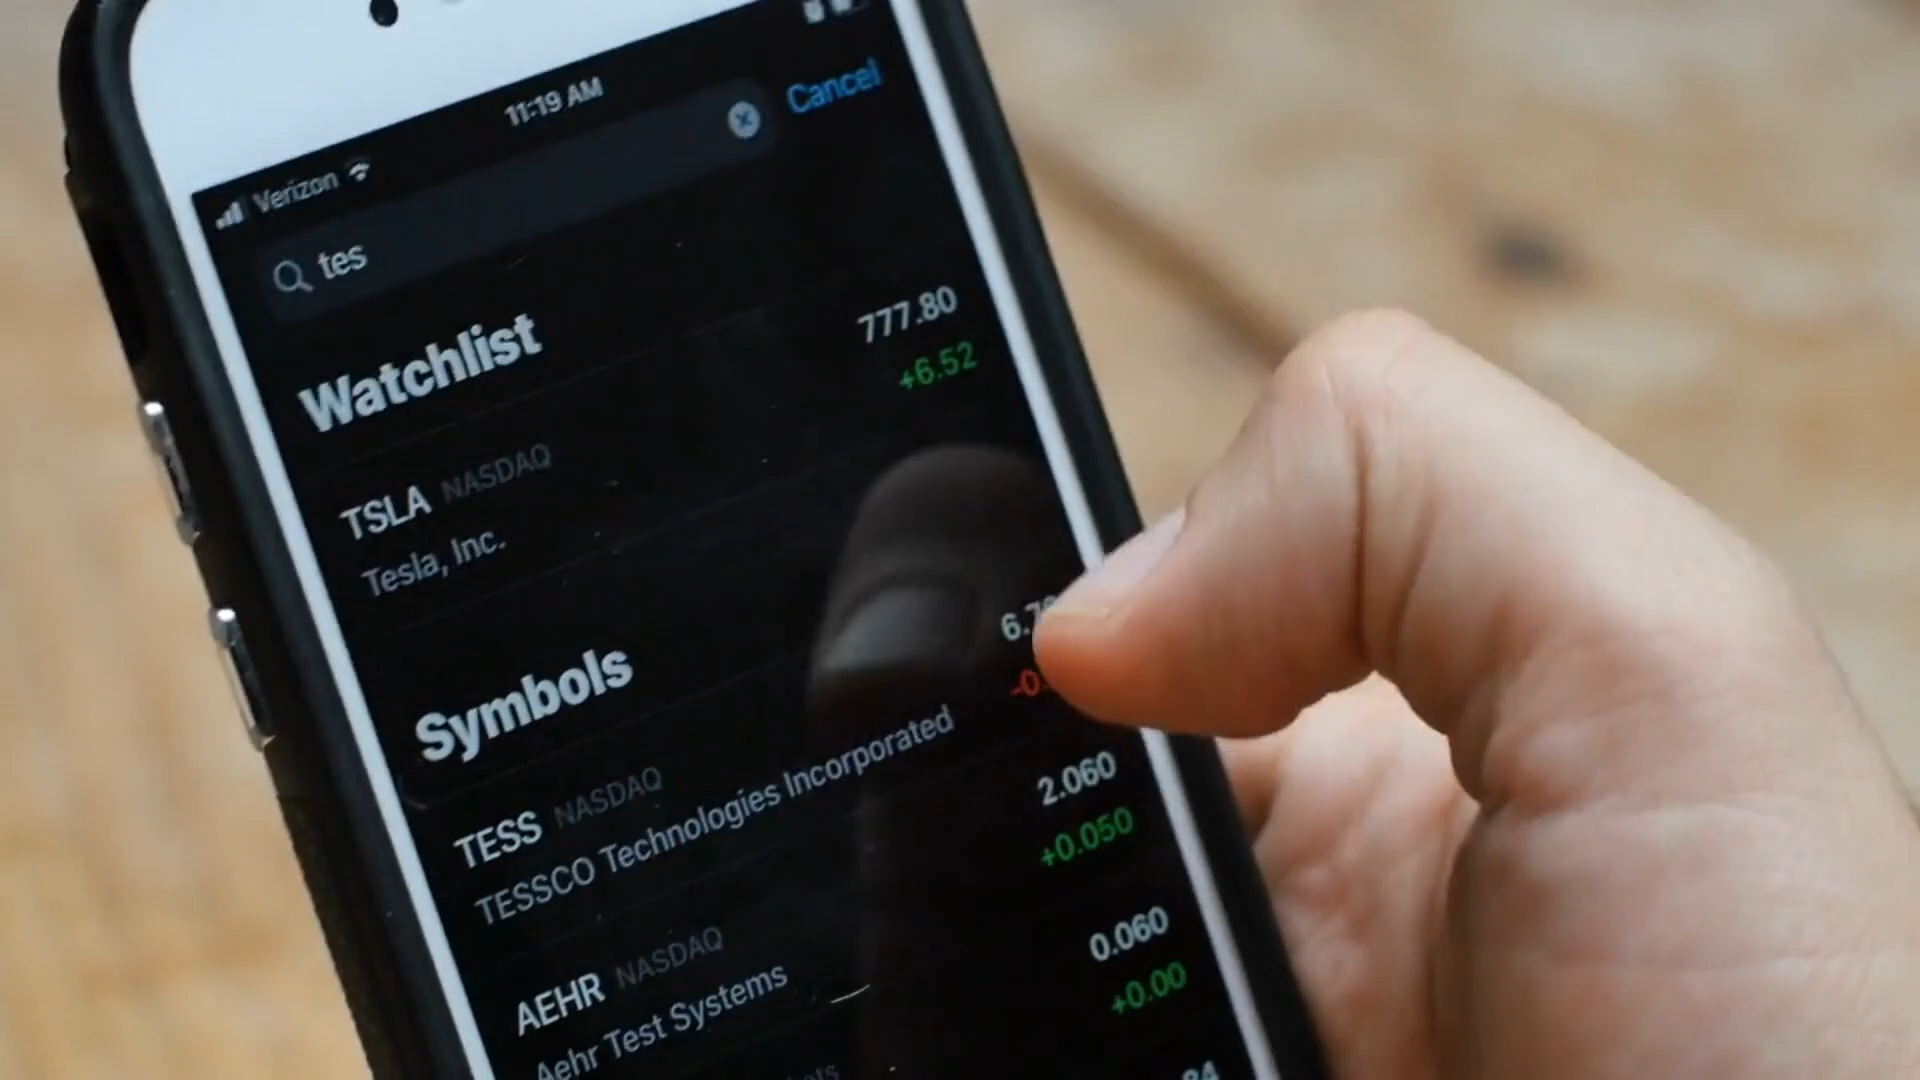 11:19 AM
Verizon
Cancel
tes
Watchlist
TSLA NASDAQ 777.80
Tesla, Inc. +6.52
Symbols
TESS NASDAQ
TESSCO Technologies Incorporated
AEHR NASDAQ 2.060
Aehr Test Systems +0.050
0.060
+0.00